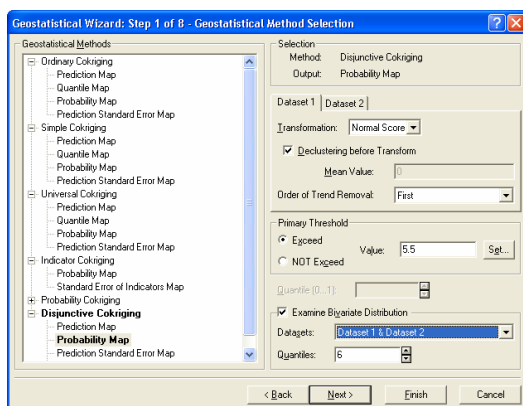 Geostatistical Wizard: Step 1 of 8 - Geostatistical Method Selection
Geostatistical Methods
Ordinary Cokriging
Prediction Map
Quantile Map
Probability Map
Prediction Standard Error Map
Simple Cokriging
Prediction Map
Quantile Map
Probability Map
Prediction Standard Error Map
Universal Cokriging
Prediction Map
Quantile Map
Probability Map
Prediction Standard Error Map
Indicator Cokriging
Probability Map
Standard Error of Indicators Map
Probability Cokriging
Disjunctive Cokriging
Prediction Map
Probability Map
Prediction Standard Error Map
Selection
Method: Disjunctive Cokriging
Output: Probability Map
Dataset 1 Dataset 2
Transformation: Normal Score
Declustering before Transform
Mean Value: 0
Order of Trend Removal: First
Primary Threshold
Exceed
Value: 5.5 Set...
NOT Exceed
Quantile (0...1):
Examine Bivariate Distribution
Datasets: Dataset 1 & Dataset 2
Quantiles: 6
< Back Next > Finish Cancel